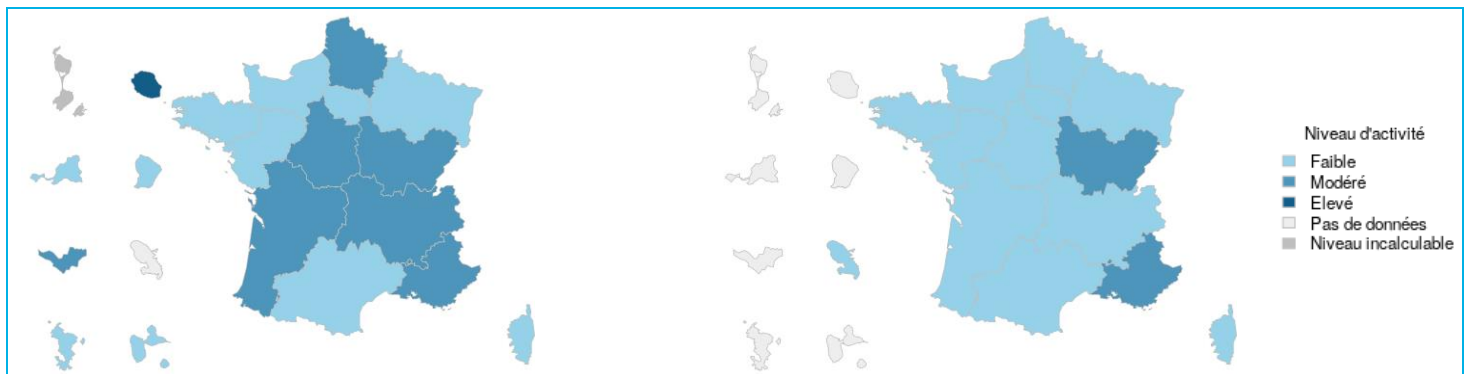 Niveau d'activité
Faible
Modéré
Elevé
Pas de données
Niveau incalculable